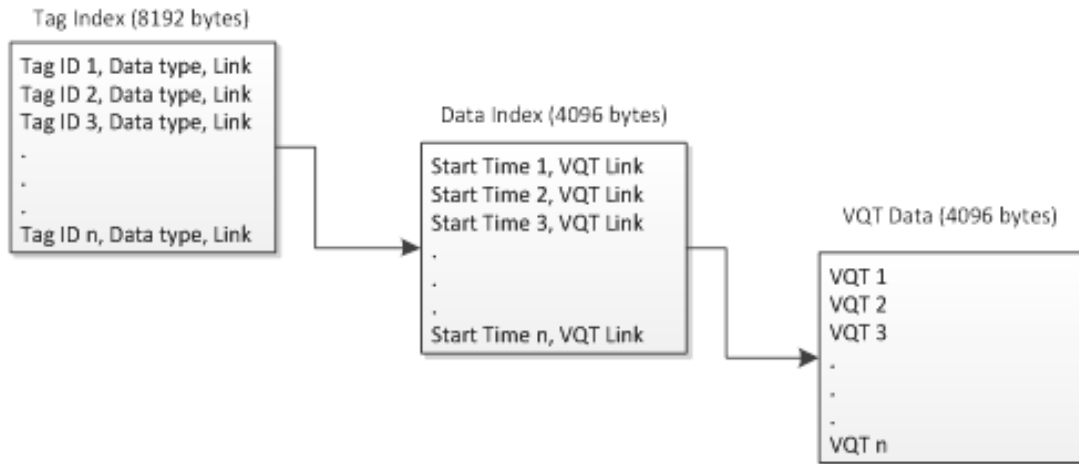 Tag Index (8192 bytes)
Tag ID 1, Data type, Link
Tag ID 2, Data type, Link
Tag ID 3, Data type, Link
.
.
.
Tag ID n, Data type, Link
Data Index (4096 bytes)
Start Time 1, VQT Link
Start Time 2, VQT Link
Start Time 3, VQT Link
.
.
.
Start Time n, VQT Link
VQT Data (4096 bytes)
VQT 1
VQT 2
VQT 3
.
.
.
VQT n